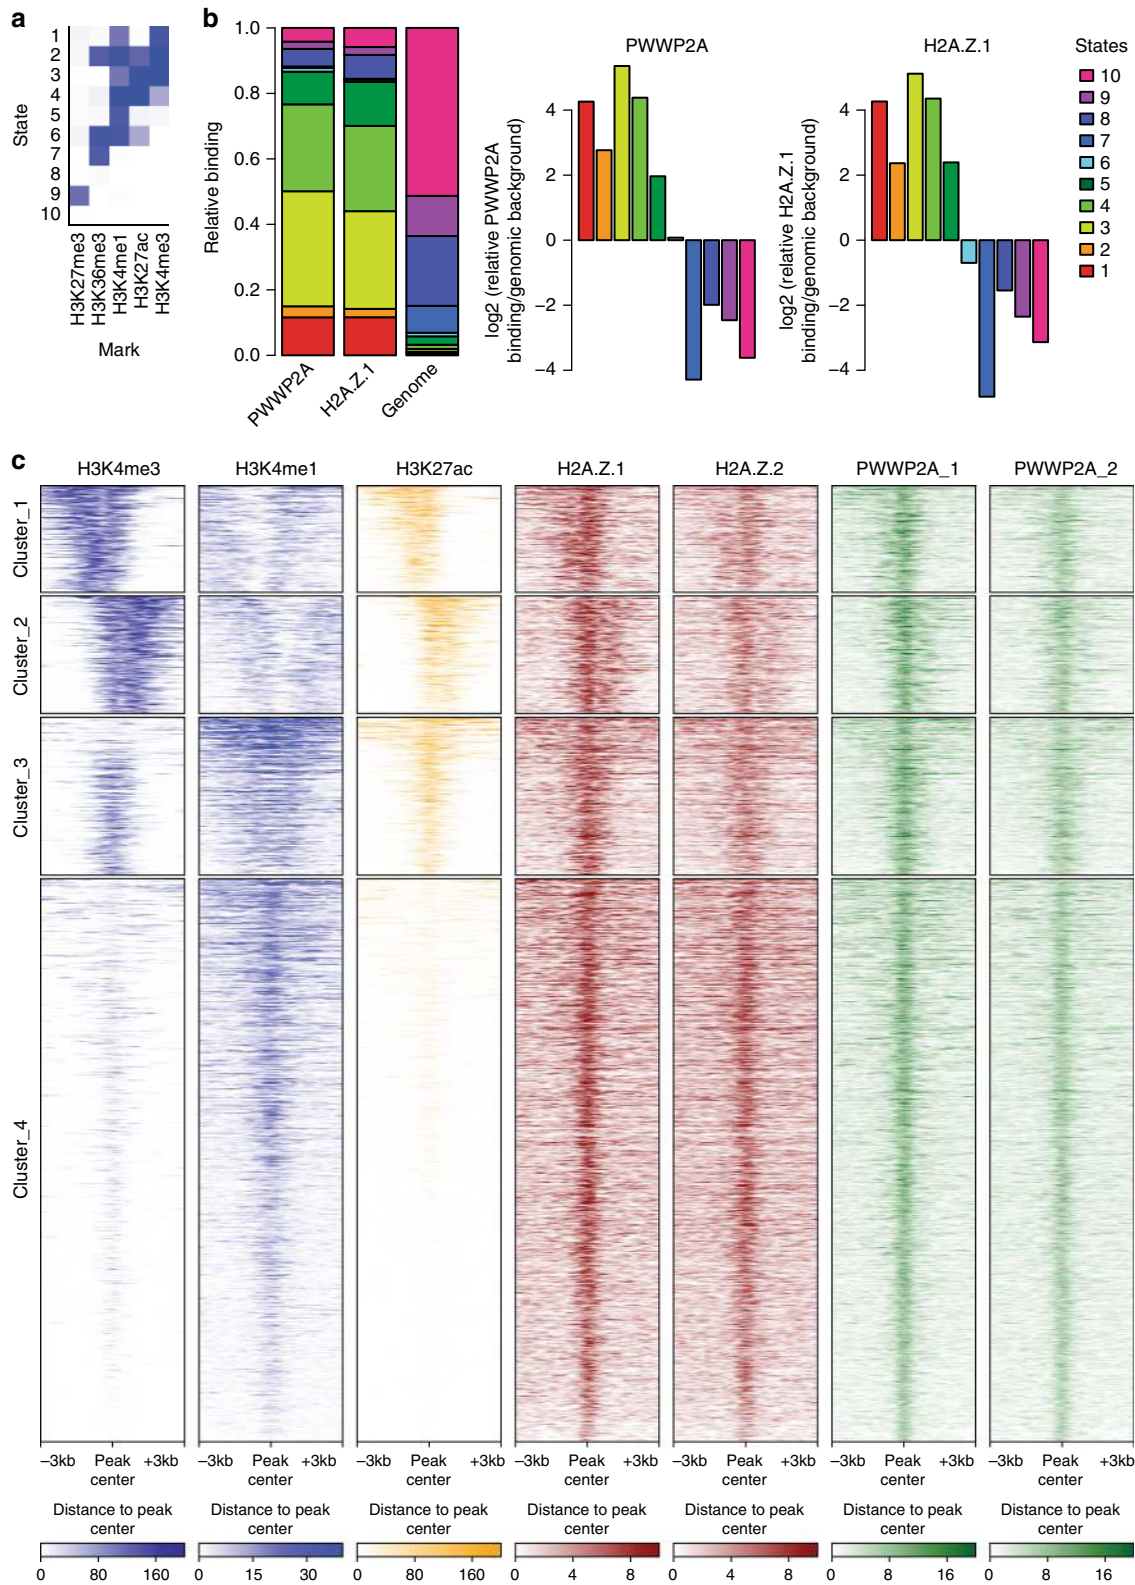 a
State
1
2
3
4
5
6
7
8
9
10
H3K27me3
H3K36me3
H3K4me1
H3K27ac
H3K4me3
Mark
b
Relative binding
1.0
0.8
0.6
0.4
0.2
0.0
PWWP2A
H2A.Z.1
Genome
PWWP2A
log2 (relative PWWP2A
binding/genomic background)
4
2
0
−2
−4
H2A.Z.1
log2 (relative H2A.Z.1
binding/genomic background)
4
2
0
−2
−4
States
10
9
8
7
6
5
4
3
2
1
c
H3K4me3
H3K4me1
H3K27ac
H2A.Z.1
H2A.Z.2
PWWP2A_1
PWWP2A_2
Cluster_1
Cluster_2
Cluster_3
Cluster_4
−3kb Peak +3kb −3kb Peak +3kb −3kb Peak +3kb −3kb Peak +3kb −3kb Peak +3kb −3kb Peak +3kb −3kb Peak +3kb
center center center center center center center
Distance to peak Distance to peak Distance to peak Distance to peak Distance to peak Distance to peak Distance to peak
center center center center center center center
0 80 160 0 15 30 0 80 160 0 4 8 0 4 8 0 8 16 0 8 16